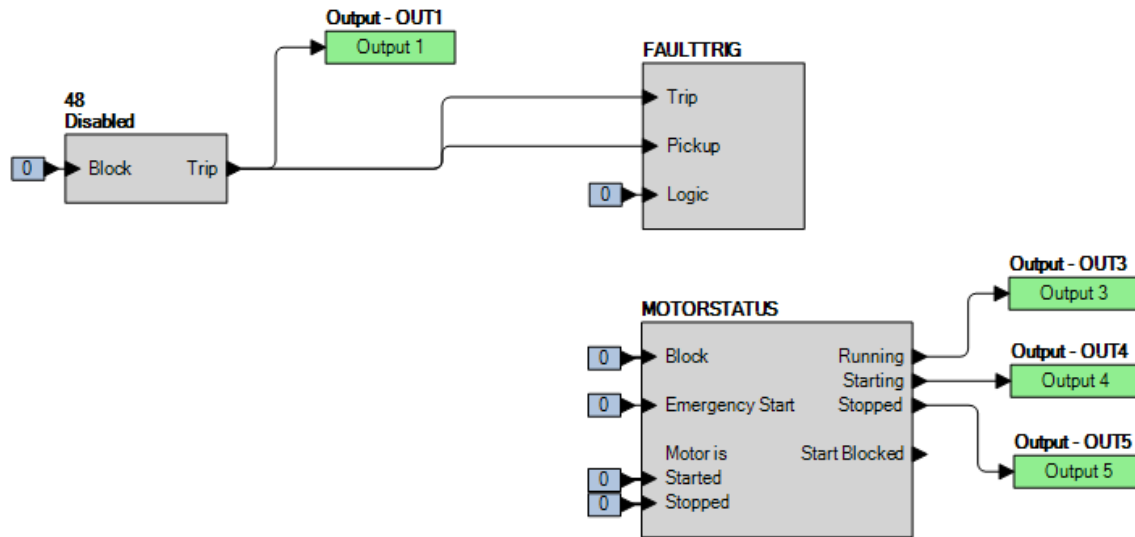 Output - OUT1
Output 1
48
Disabled
0
Block
Trip
FAULTTRIG
Trip
Pickup
0
Logic
MOTORSTATUS
0
Block
Running
Starting
0
Emergency Start
Stopped
Motor is
Start Blocked
0
Started
0
Stopped
Output - OUT3
Output 3
Output - OUT4
Output 4
Output - OUT5
Output 5